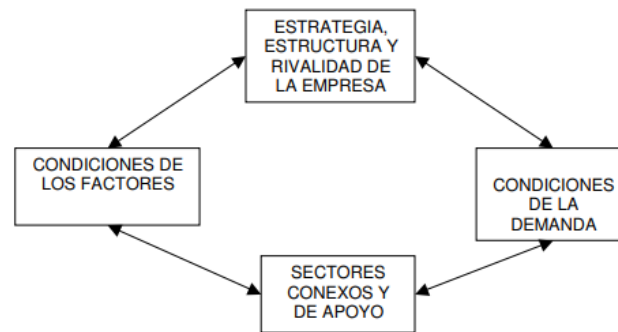 ESTRATEGIA,
ESTRUCTURA Y
RIVALIDAD DE
LA EMPRESA
CONDICIONES DE
LOS FACTORES
CONDICIONES
DE LA
DEMANDA
SECTORES
CONEXOS Y
DE APOYO